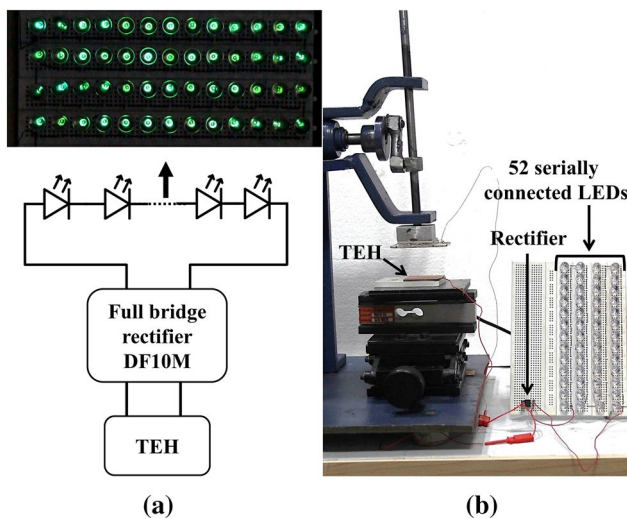 Full bridge
rectifier
DF10M
TEH
(a)
52 serially
connected LEDs
Rectifier
TEH
(b)